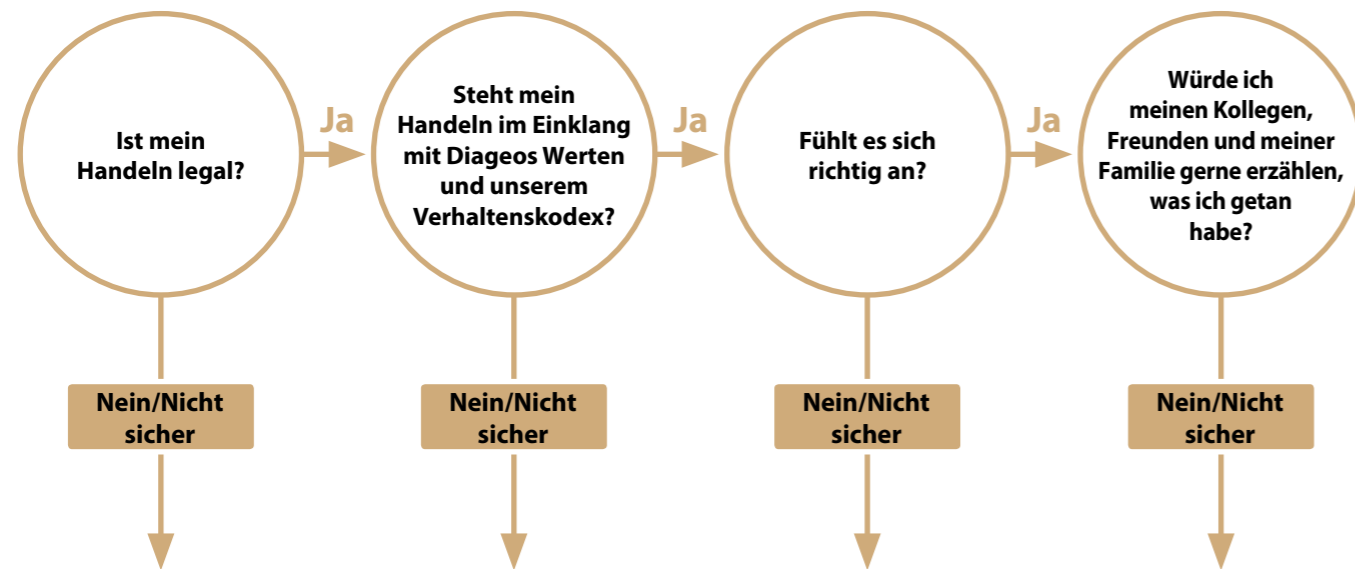 Ist mein
Handeln legal?
Ja
Steht mein
Handeln im Einklang
mit Diageos Werten
und unserem
Verhaltenskodex?
Ja
Fühlt es sich
richtig an?
Ja
Würde ich
meinen Kollegen,
Freunden und meiner
Familie gerne erzählen,
was ich getan
habe?
Nein/Nicht
sicher
Nein/Nicht
sicher
Nein/Nicht
sicher
Nein/Nicht
sicher